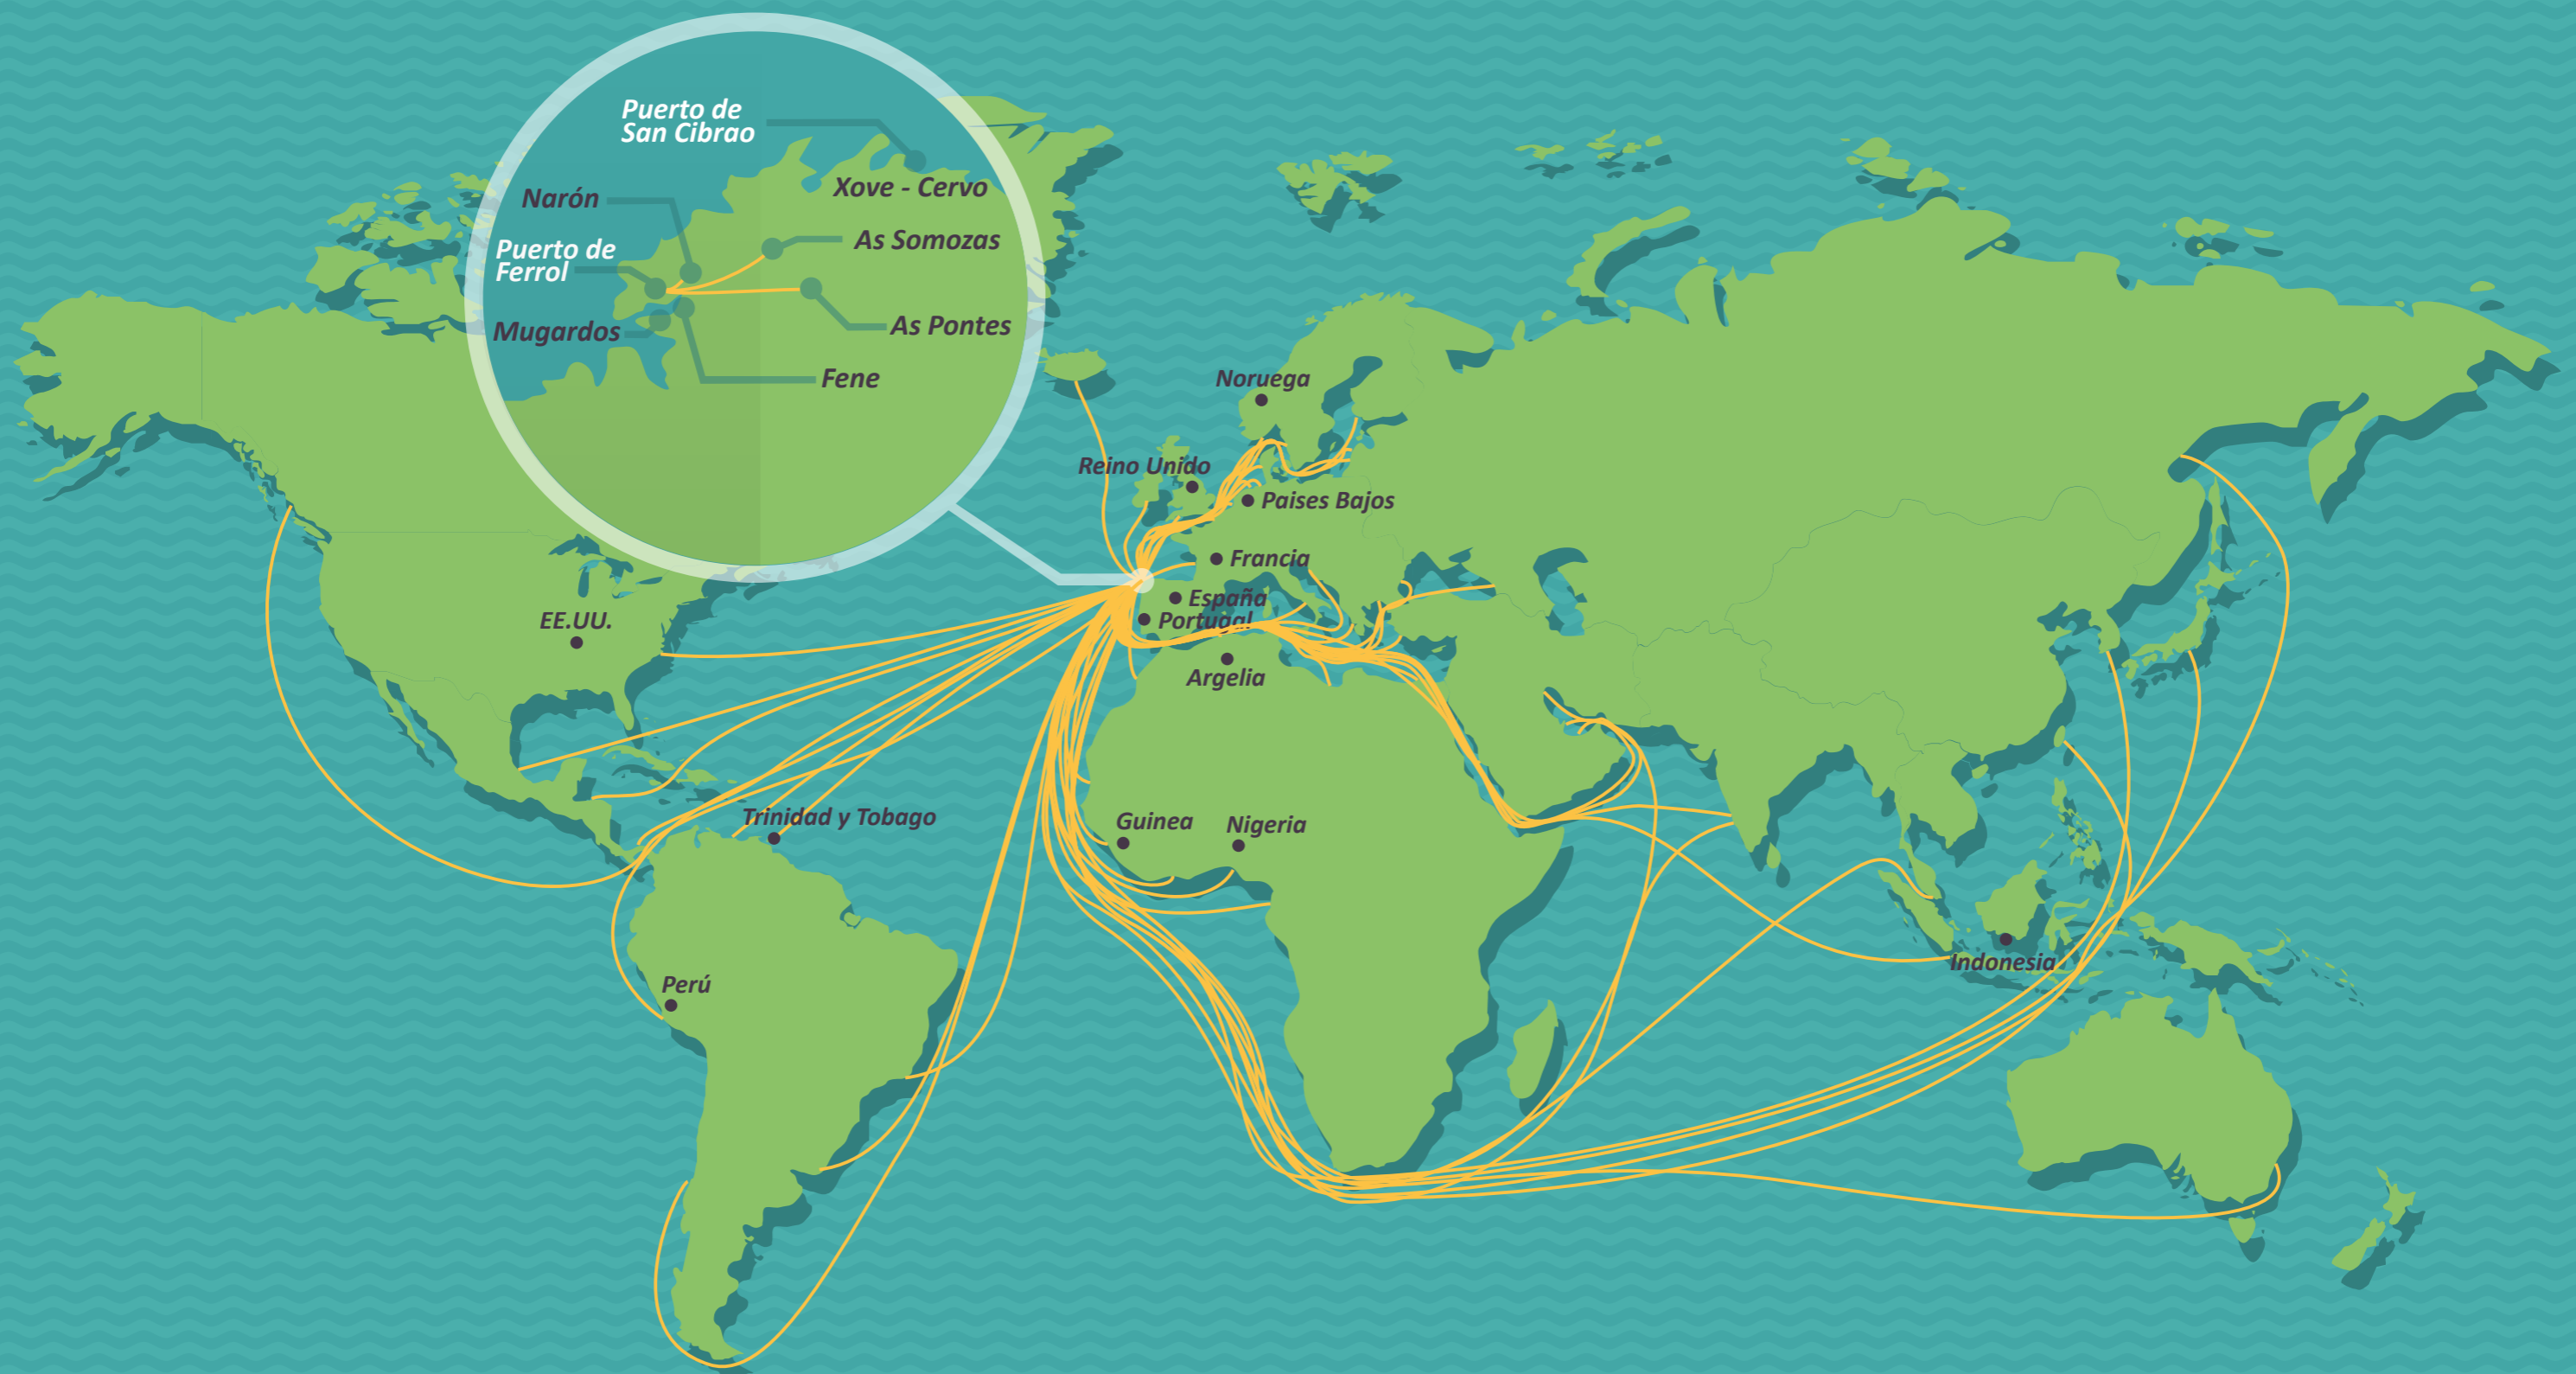 Puerto de
San Cibrao
Xove - Cervo
Narón
As Somozas
Puerto de
Ferrol
As Pontes
Mugardos
Fene
Noruega
Reino Unido
Paises Bajos
Francia
España
Portugal
EE.UU.
Argelia
Trinidad y Tobago
Guinea
Nigeria
Indonesia
Perú